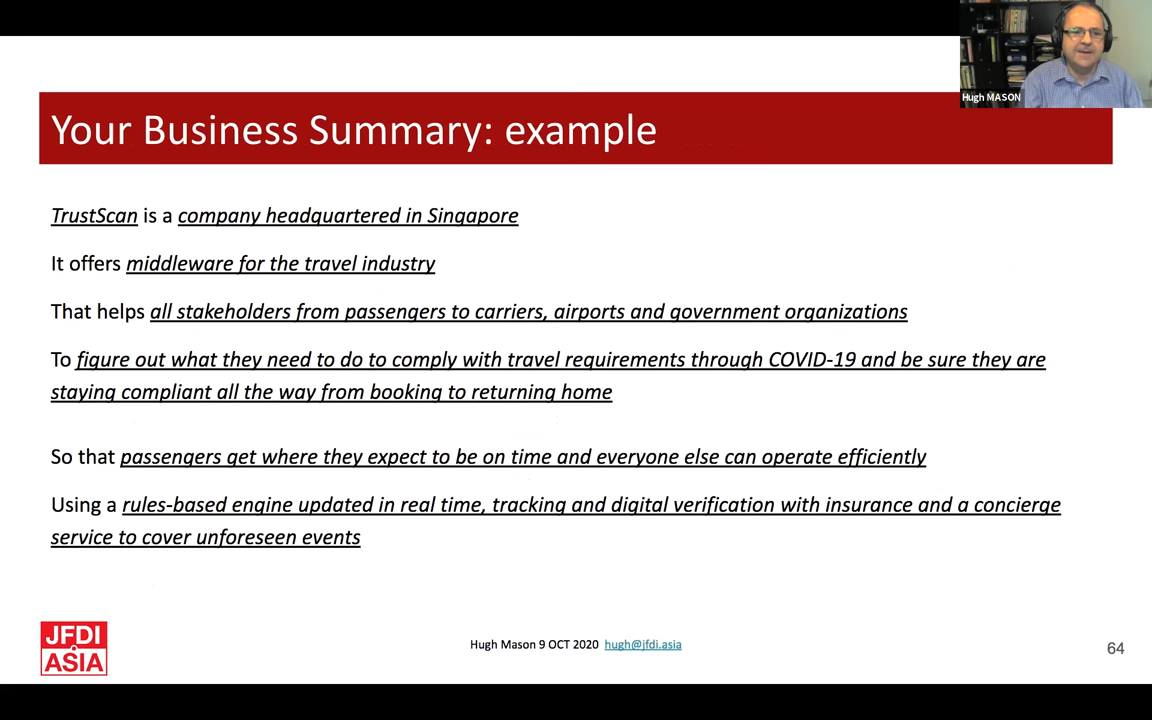 Hugh MASON
Your Business Summary: example
TrustScan is a company headquartered in Singapore
It offers middleware for the travel industry
That helps all stakeholders from passengers to carriers, airports and government organizations
To figure out what they need to do to comply with travel requirements through COVID-19 and be sure they are
staying compliant all the way from booking to returning home
So that passengers get where they expect to be on time and everyone else can operate efficiently
Using a rules-based engine updated in real time, tracking and digital verification with insurance and a concierge
service to cover unforeseen events
JFDI
ASIA
Hugh Mason 9 OCT 2020 hugh@jfdi.asia
64